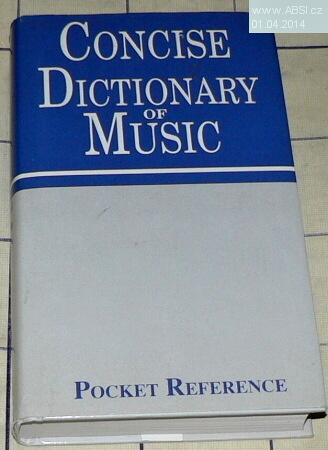 www.ABSI.cz
01.04.2014
CONCISE
DICTIONARY
OF
MUSIC
POCKET REFERENCE